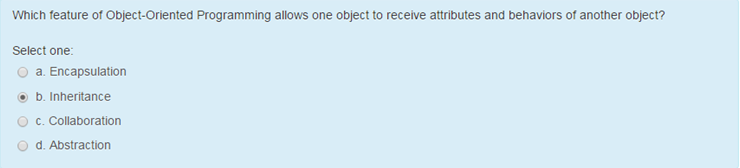 Which feature of Object-Oriented Programming allows one object to receive attributes and behaviors of another object?
Select one:
a. Encapsulation
b. Inheritance
c. Collaboration
d. Abstraction